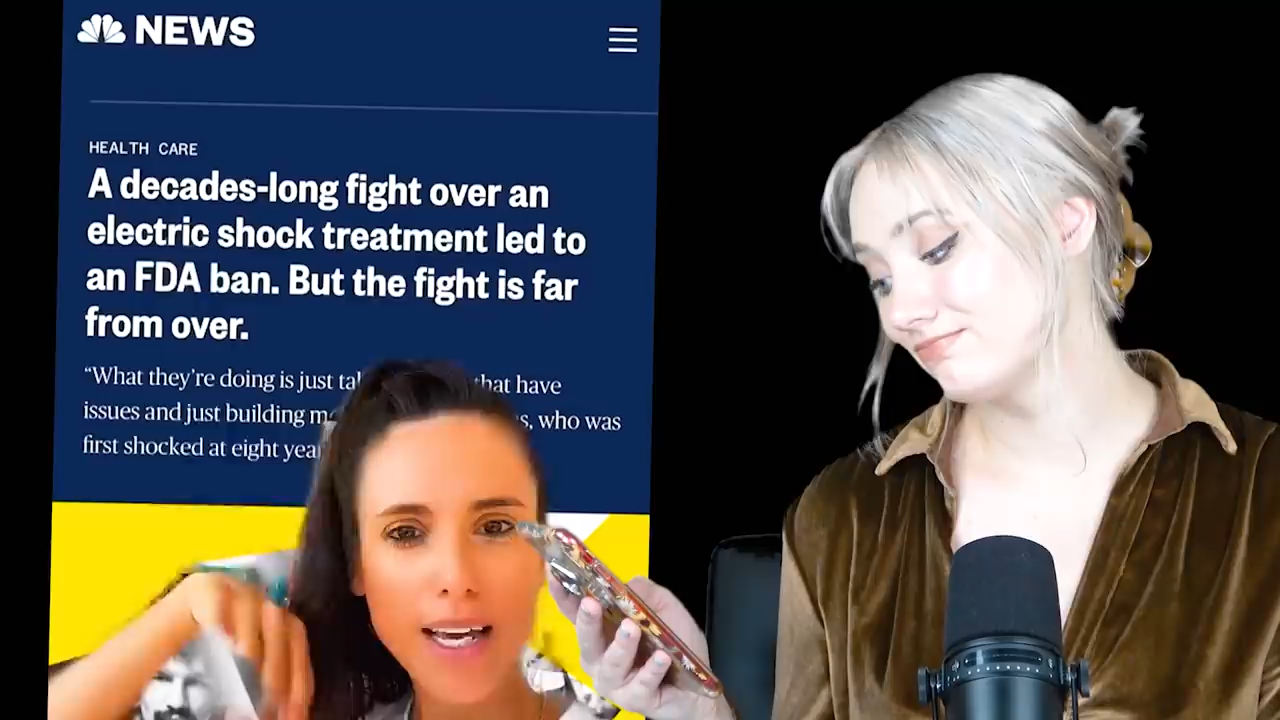 NEWS
HEALTH CARE
A decades-long fight over an
electric shock treatment led to
an FDA ban. But the fight is far
from over.
“What they’re doing is just that have
issues and just building who was
first shocked at eight